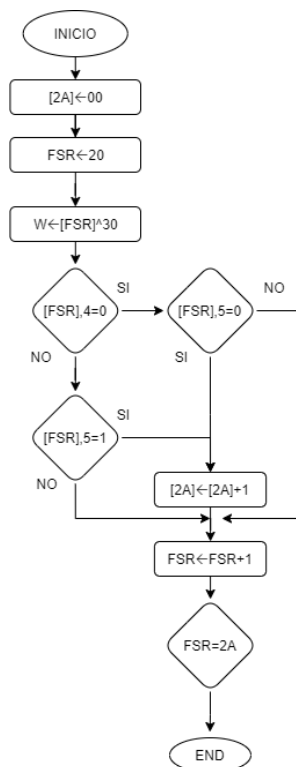 INICIO
[2A]←00
FSR←20
W←[FSR]^30
[FSR],4=0
SI
[FSR],5=0
NO
NO
SI
[FSR],5=1
SI
NO
[2A]←[2A]+1
FSR←FSR+1
FSR=2A
END